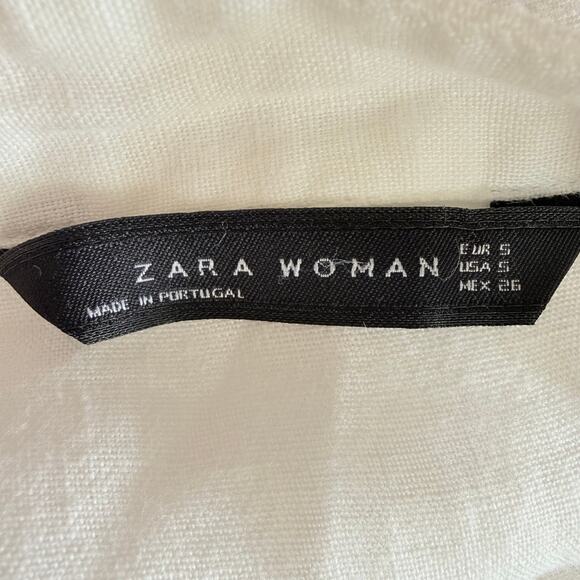 ZARA WOMAN
MADE IN PORTUGAL
EUR S
USA S
MEX 26